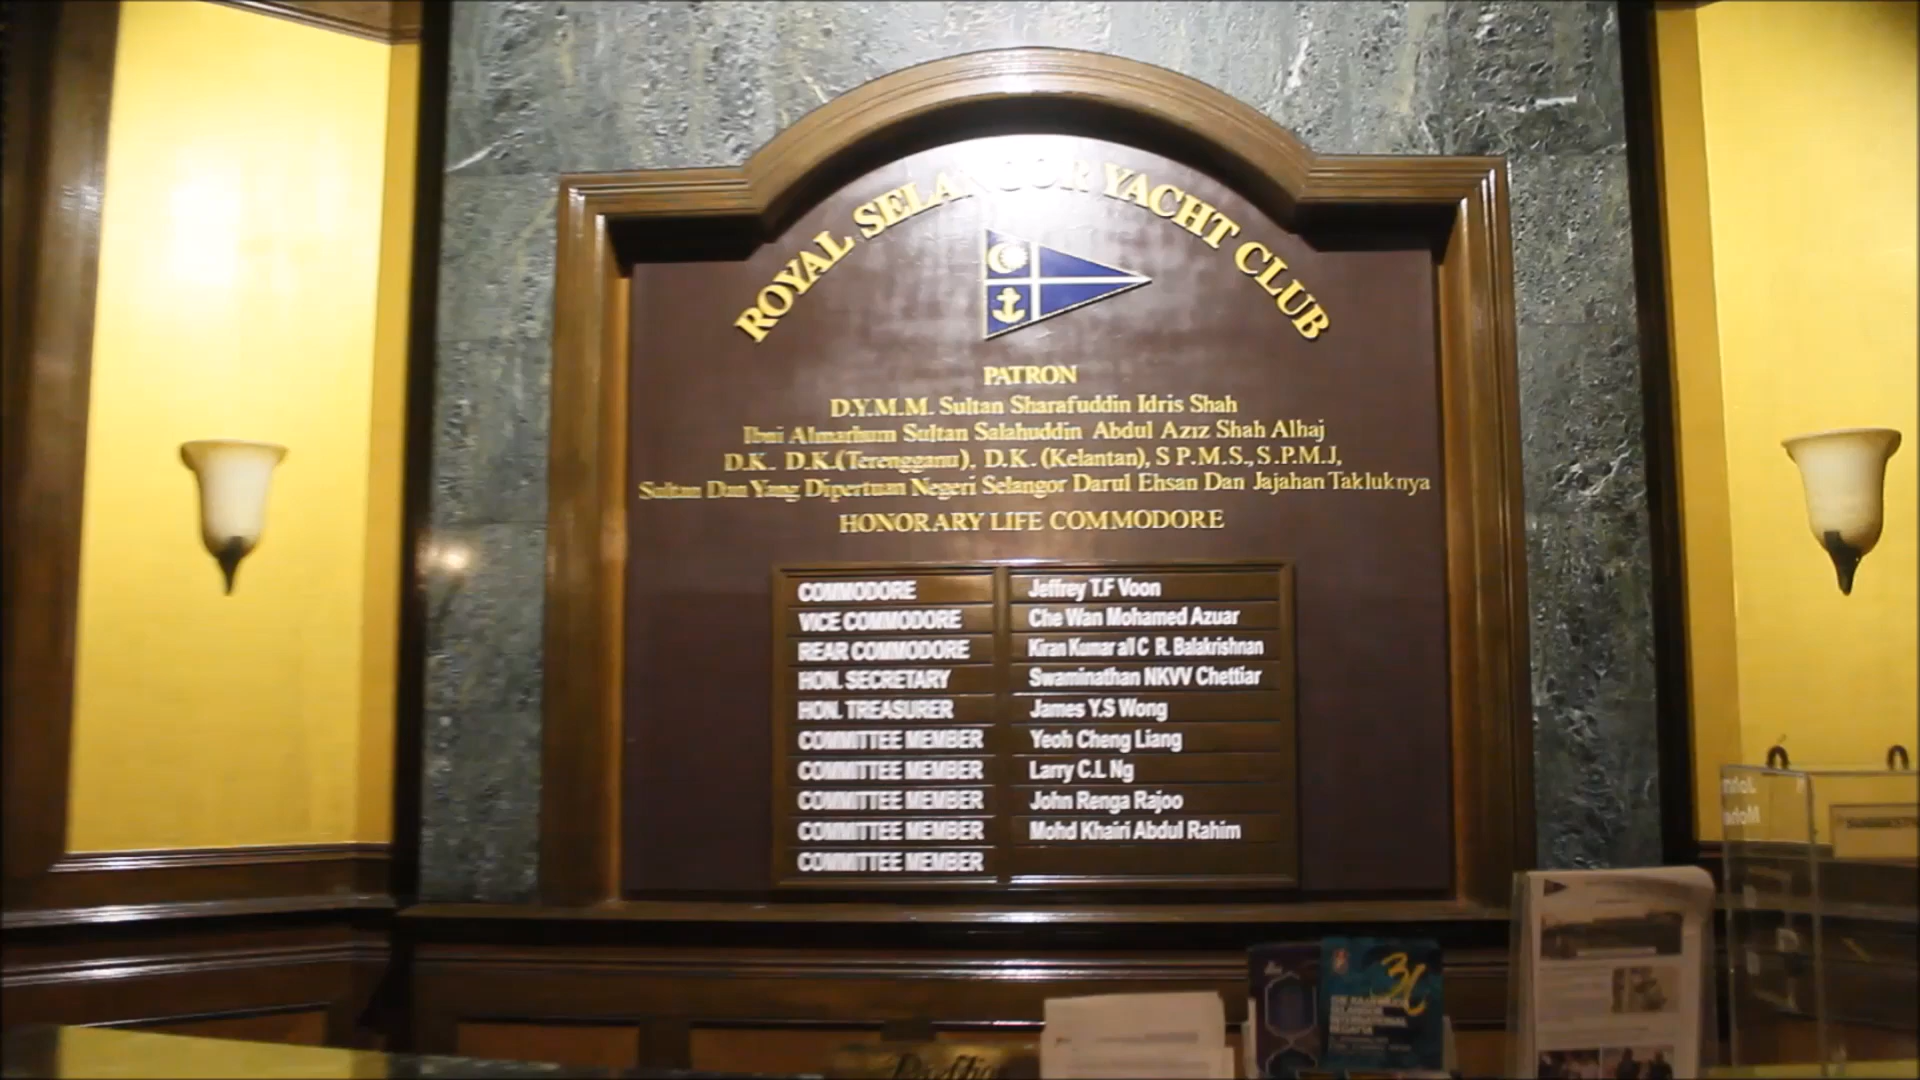 ROYAL SELANGOR YACHT CLUB
PATRON
D.Y.M.M. Sultan Sharafuddin Idris Shah
Ibni Almarhum Sultan Salahuddin Abdul Aziz Shah Alhaj
D.K. D.K.(Terengganu), D.K. (Kelantan), S P.M.S., S.P.M.J,
Sultan Dan Yang Dipertuan Negeri Selangor Darul Ehsan Dan Jajahan Takluknya
HONORARY LIFE COMMODORE
COMMODORE Jeffrey T.F Voon
VICE COMMODORE Che Wan Mohamed Azuar
REAR COMMODORE Kiran Kumar a/l C R. Balakrishnan
HON. SECRETARY Swaminathan NKVV Chettiar
HON. TREASURER James Y.S Wong
COMMITTEE MEMBER Yeoh Cheng Liang
COMMITTEE MEMBER Larry C.L Ng
COMMITTEE MEMBER John Renga Rajoo
COMMITTEE MEMBER Mohd Khairi Abdul Rahim
COMMITTEE MEMBER